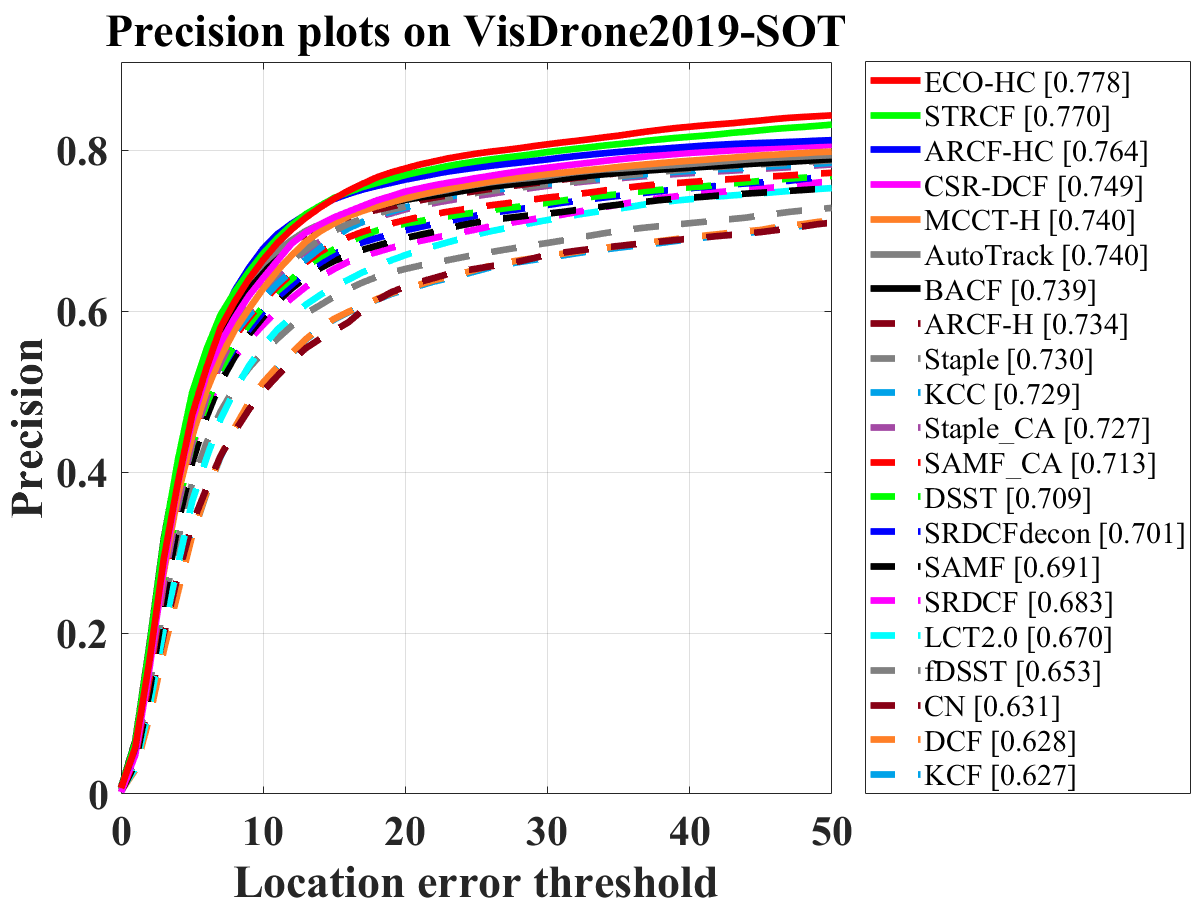 Precision plots on VisDrone2019-SOT
Precision
0.8
0.6
0.4
0.2
0
0 10 20 30 40 50
Location error threshold
ECO-HC [0.778]
STRCF [0.770]
ARCF-HC [0.764]
CSR-DCF [0.749]
MCCT-H [0.740]
AutoTrack [0.740]
BACF [0.739]
ARCF-H [0.734]
Staple [0.730]
KCC [0.729]
Staple_CA [0.727]
SAMF_CA [0.713]
DSST [0.709]
SRDCFdecon [0.701]
SAMF [0.691]
SRDCF [0.683]
LCT2.0 [0.670]
fDSST [0.653]
CN [0.631]
DCF [0.628]
KCF [0.627]